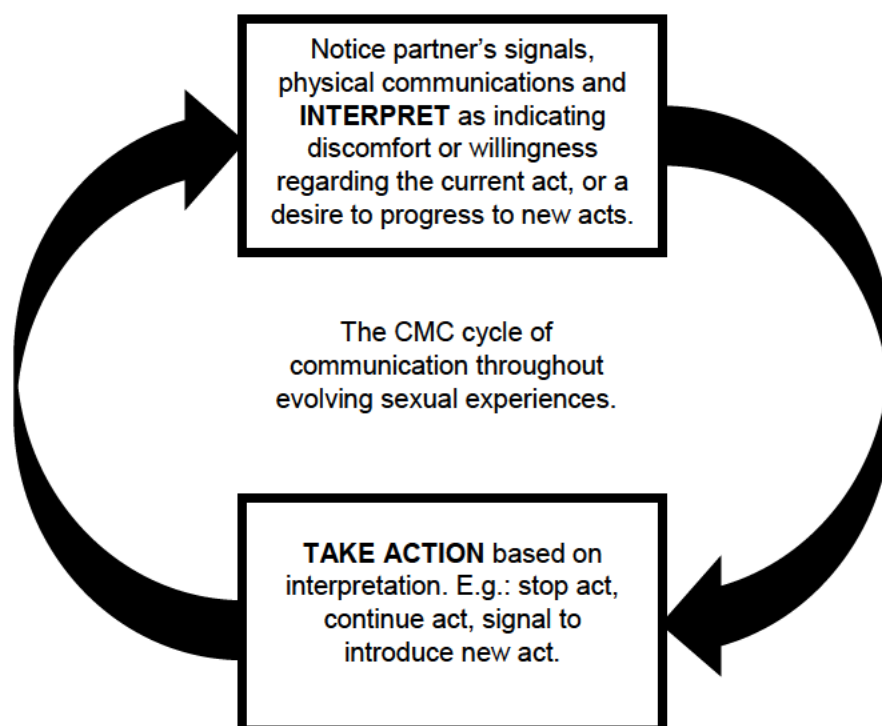 Notice partner's signals,
physical communications and
INTERPRET as indicating
discomfort or willingness
regarding the current act, or a
desire to progress to new acts.
The CMC cycle of
communication throughout
evolving sexual experiences.
TAKE ACTION based on
interpretation. E.g.: stop act,
continue act, signal to
introduce new act.